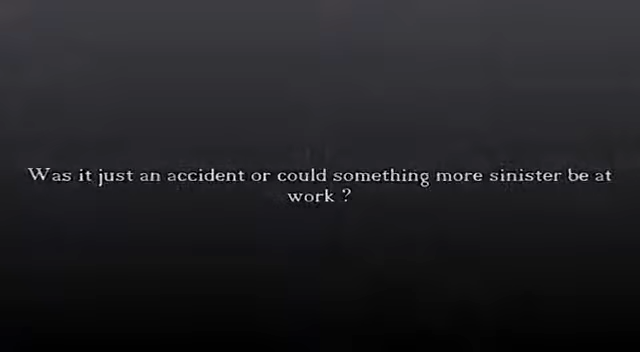 Was it just an accident or could something more sinister be at
work ?